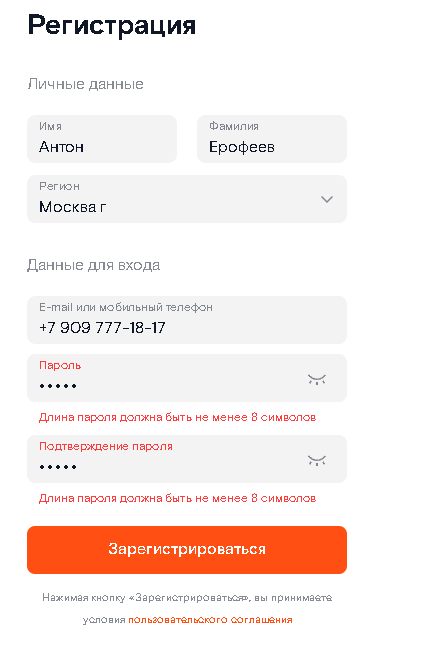 Регистрация
Личные данные
Имя
Фамилия
Антон
Ерофеев
Регион
Москва г
Данные для входа
E-mail или мобильный телефон
+7 909 777-18-17
Пароль
•••••
Длина пароля должна быть не менее 8 символов
Подтверждение пароля
•••••
Длина пароля должна быть не менее 8 символов
Зарегистрироваться
Нажимая кнопку «Зарегистрироваться», вы принимаете
условия пользовательского соглашения